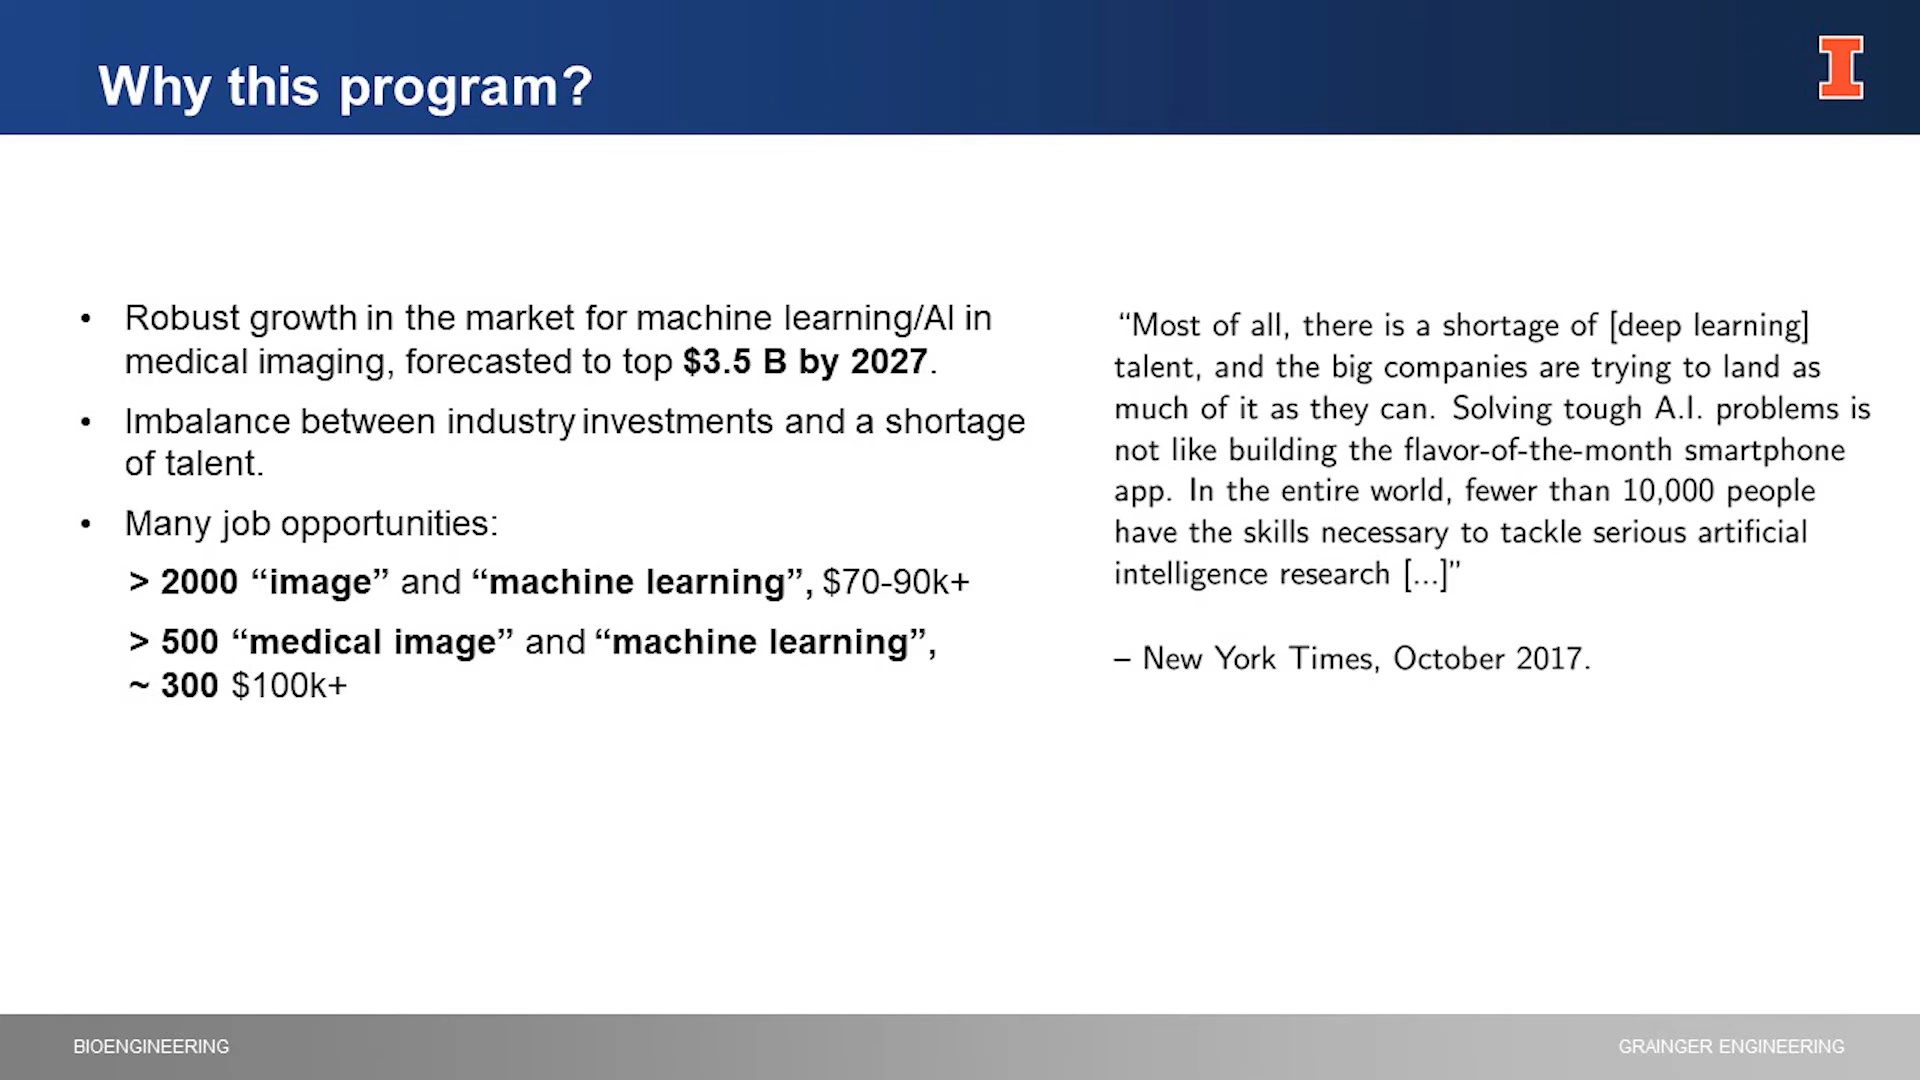 Why this program?
• Robust growth in the market for machine learning/AI in
medical imaging, forecasted to top $3.5 B by 2027.
• Imbalance between industry investments and a shortage
of talent.
• Many job opportunities:
> 2000 “image” and “machine learning”, $70-90k+
> 500 “medical image” and “machine learning”,
~ 300 $100k+
“Most of all, there is a shortage of [deep learning]
talent, and the big companies are trying to land as
much of it as they can. Solving tough A.I. problems is
not like building the flavor-of-the-month smartphone
app. In the entire world, fewer than 10,000 people
have the skills necessary to tackle serious artificial
intelligence research [...]”
– New York Times, October 2017.
BIOENGINEERING
GRAINGER ENGINEERING